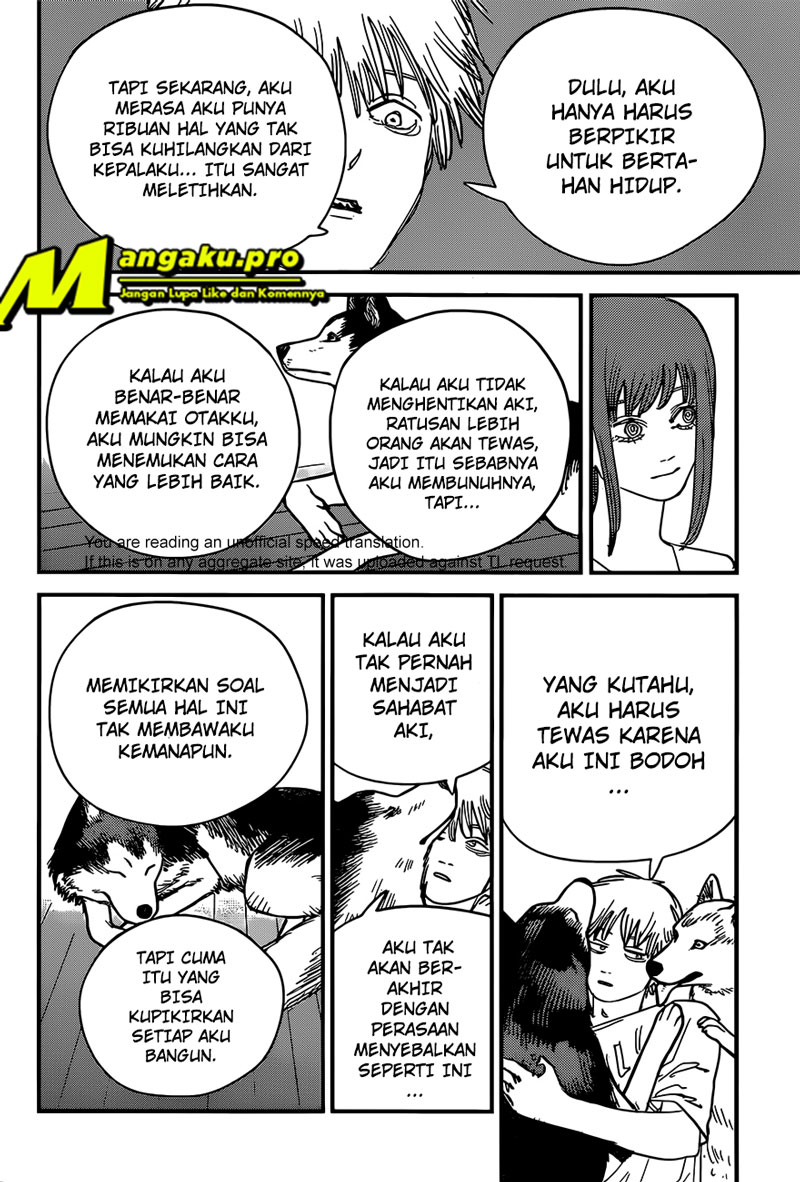 DULU, AKU
HANYA HARUS
BERPIKIR
UNTUK BERTA-
HAN HIDUP.
TAPI SEKARANG, AKU
MERASA AKU PUNYA
RIBUAN HAL YANG TAK
BISA KUHILANGKAN DARI
KEPALAKU... ITU SANGAT
MELETIHKAN.
Mangaku.pro
Jangan Lupa Like dan Komennya
KALAU AKU TIDAK
MENGHENTIKAN AKI,
RATUSAN LEBIH
ORANG AKAN TEWAS,
JADI ITU SEBABNYA
AKU MEMBUNUHNYA,
TAPI...
KALAU AKU
BENAR-BENAR
MEMAKAI OTAKKU,
AKU MUNGKIN BISA
MENEMUKAN CARA
YANG LEBIH BAIK.
You are reading an unofficial speed translation.
If this is on any aggregate site, it was uploaded against TL request.
YANG KUTAHU,
AKU HARUS
TEWAS KARENA
AKU INI BODOH
...
KALAU AKU
TAK PERNAH
MENJADI
SAHABAT
AKI,
AKU TAK
AKAN BER-
AKHIR
DENGAN
PERASAAN
MENYEBALKAN
SEPERTI INI
...
MEMIKIRKAN SOAL
SEMUA HAL INI
TAK MEMBAWAKU
KEMANAPUN.
TAPI CUMA
ITU YANG
BISA
KUPIKIRKAN
SETIAP AKU
BANGUN.